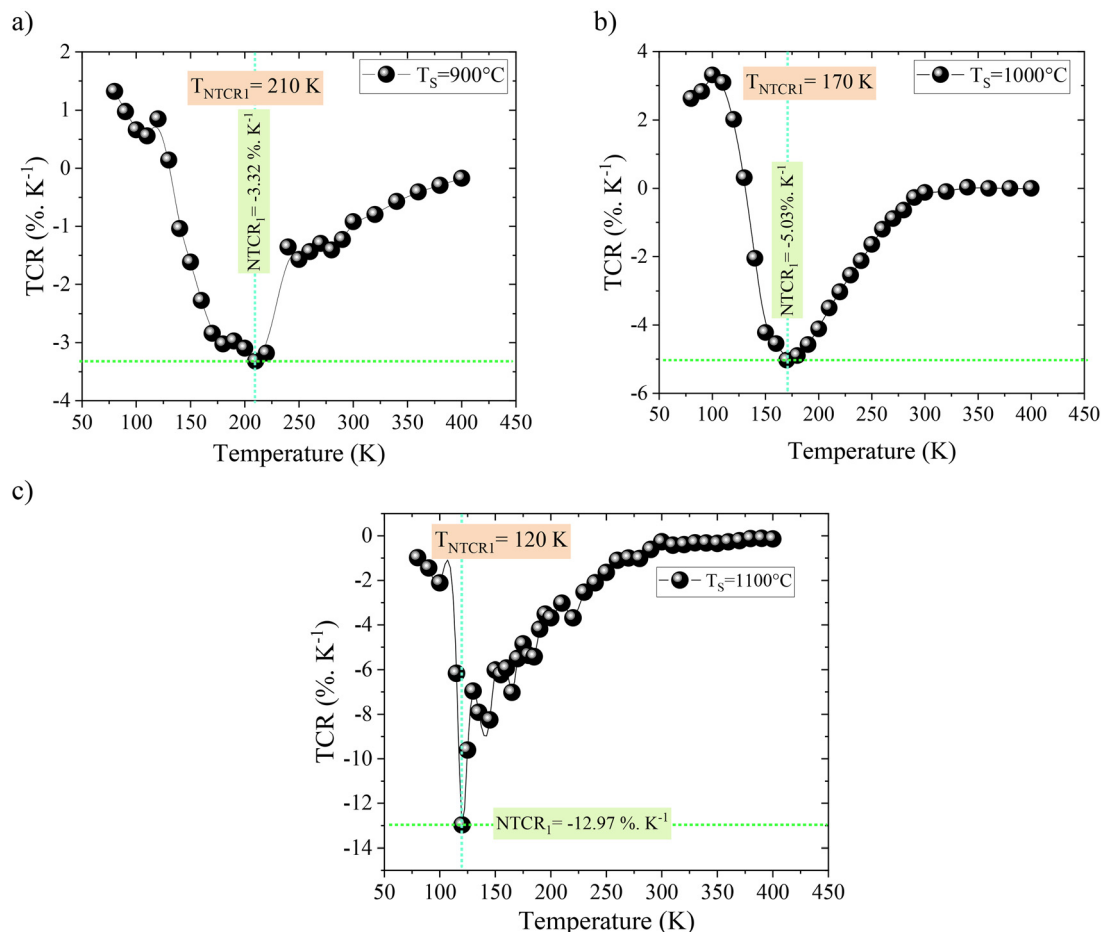 a)
T_S=900°C
T_NTCR1= 210 K
NTCR_1= -3.32 %. K^-1
TCR (%. K^-1)
2
1
0
-1
-2
-3
-4
50 100 150 200 250 300 350 400 450
Temperature (K)
b)
T_S=1000°C
T_NTCR1= 170 K
NTCR_1= -5.03%. K^-1
TCR (%. K^-1)
4
2
0
-2
-4
-6
50 100 150 200 250 300 350 400 450
Temperature (K)
c)
T_NTCR1= 120 K
T_S=1100°C
NTCR_1= -12.97 %. K^-1
TCR (%. K^-1)
0
-2
-4
-6
-8
-10
-12
-14
50 100 150 200 250 300 350 400 450
Temperature (K)